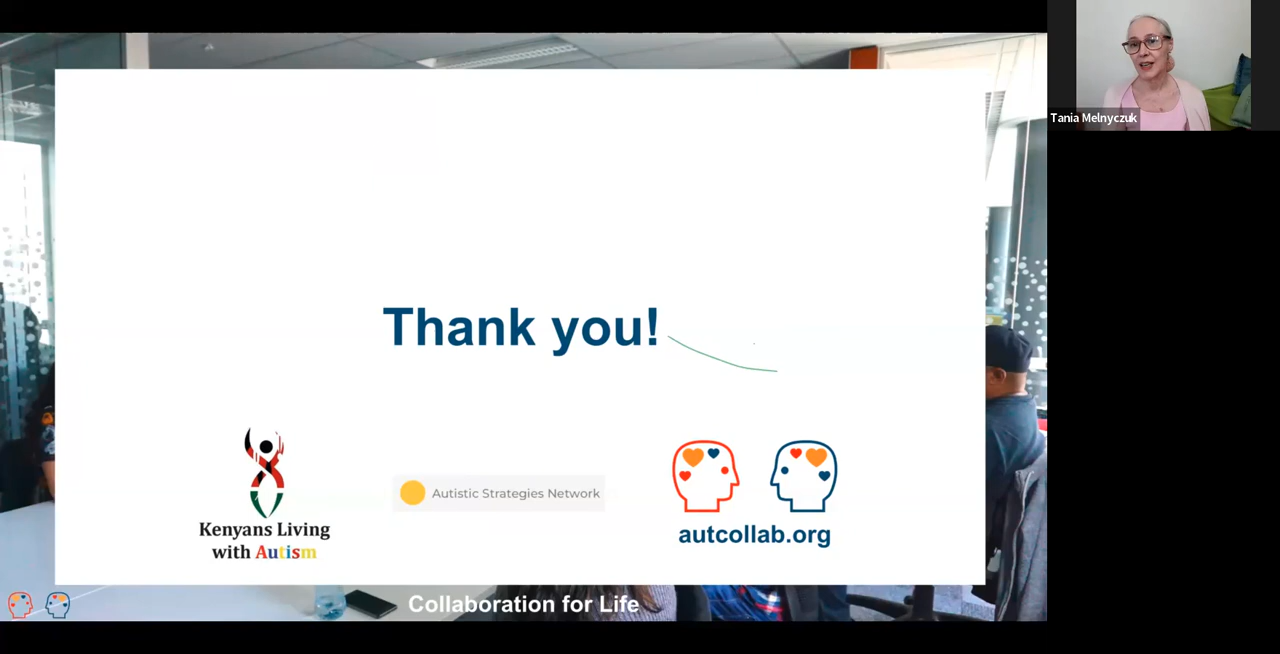 Tania Melnyczuk
Thank you!
Kenyans Living
with Autism
Autistic Strategies Network
autcollab.org
Collaboration for Life